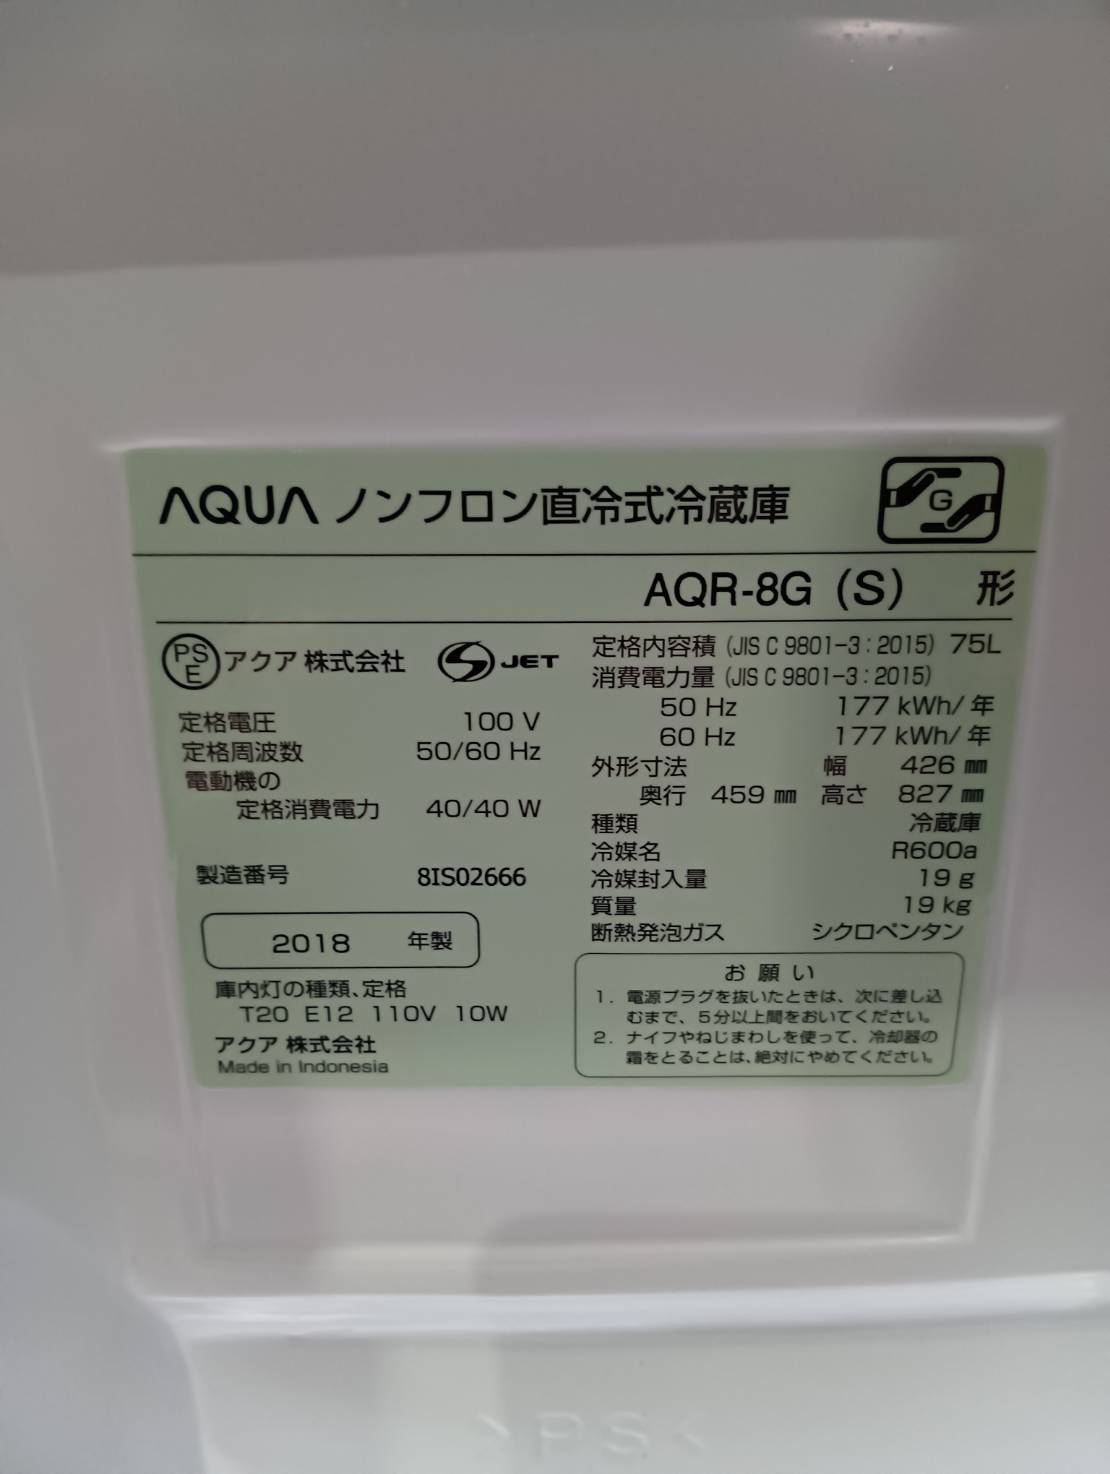 AQUA ノンフロン直冷式冷蔵庫
G
AQR-8G (S) 形
PS
E
アクア 株式会社
JET
定格電圧 100 V
定格周波数 50/60 Hz
電動機の
定格消費電力 40/40 W
製造番号 8IS02666
2018 年製
庫内灯の種類、定格
T20 E12 110V 10W
アクア 株式会社
Made in Indonesia
定格内容積 (JIS C 9801-3:2015) 75L
消費電力量 (JIS C 9801-3:2015)
50 Hz 177 kWh/年
60 Hz 177 kWh/年
外形寸法 幅 426 mm
奥行 459 mm 高さ 827 mm
種類 冷蔵庫
冷媒名 R600a
冷媒封入量 19 g
質量 19 kg
断熱発泡ガス シクロペンタン
お願い
1. 電源プラグを抜いたときは、次に差し込
むまで、5分以上間をおいてください。
2. ナイフやねじまわしを使って、冷却器の
霜をとることは、絶対にやめてください。
>PS<